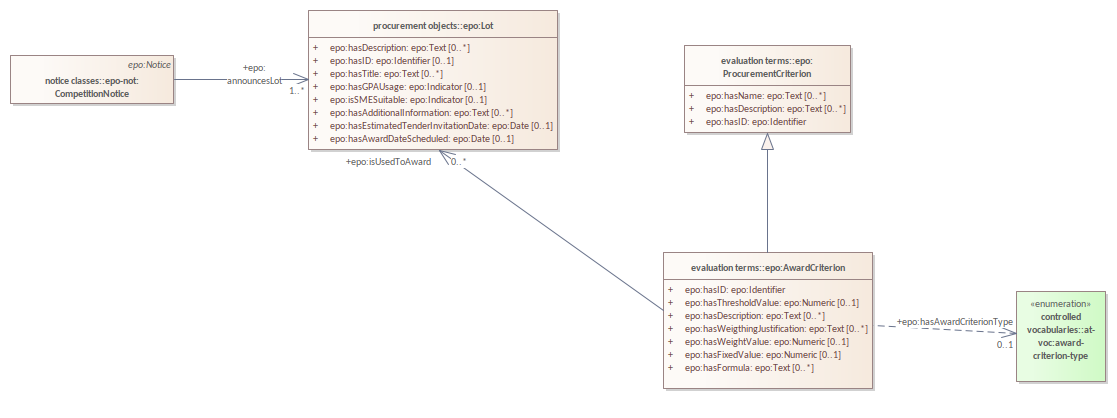 epo:Notice
notice classes::epo-not:
CompetitionNotice
+epo:
announcesLot
1..*
procurement objects::epo:Lot
+ epo:hasDescription: epo:Text [0..*]
+ epo:hasID: epo:Identifier [0..1]
+ epo:hasTitle: epo:Text [0..*]
+ epo:hasGPAUsage: epo:Indicator [0..1]
+ epo:isSMESuitable: epo:Indicator [0..1]
+ epo:hasAdditionalInformation: epo:Text [0..*]
+ epo:hasEstimatedTenderInvitationDate: epo:Date [0..1]
+ epo:hasAwardDateScheduled: epo:Date [0..1]
+epo:isUsedToAward 0..*
evaluation terms::epo:
ProcurementCriterion
+ epo:hasName: epo:Text [0..*]
+ epo:hasDescription: epo:Text [0..*]
+ epo:hasID: epo:Identifier
evaluation terms::epo:AwardCriterion
+ epo:hasID: epo:Identifier
+ epo:hasThresholdValue: epo:Numeric [0..1]
+ epo:hasDescription: epo:Text [0..*]
+ epo:hasWeigthingJustification: epo:Text [0..*]
+ epo:hasWeightValue: epo:Numeric [0..1]
+ epo:hasFixedValue: epo:Numeric [0..1]
+ epo:hasFormula: epo:Text [0..*]
+epo:hasAwardCriterionType
0..1
«enumeration»
controlled
vocabularies::at-
voc:award-
criterion-type